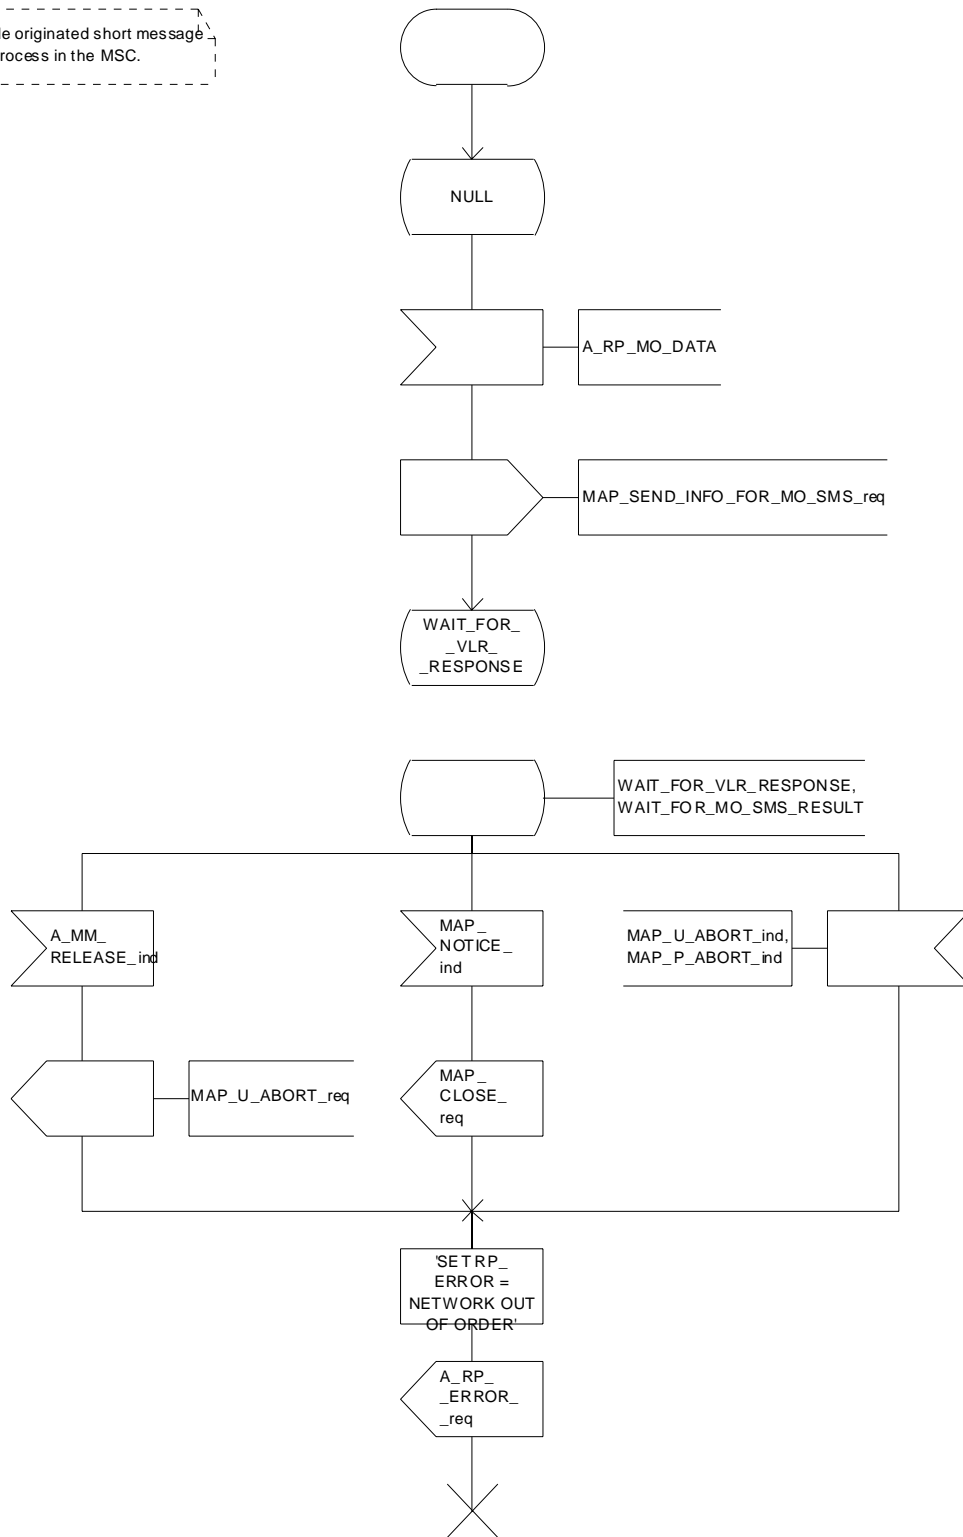 le originated short message
rocess in the MSC.
NULL
A_RP_MO_DATA
MAP_SEND_INFO_FOR_MO_SMS_req
WAIT_FOR_
_VLR_
_RESPONSE
WAIT_FOR_VLR_RESPONSE,
WAIT_FOR_MO_SMS_RESULT
A_MM_
RELEASE_ind
MAP_
NOTICE_
ind
MAP_U_ABORT_ind,
MAP_P_ABORT_ind
MAP_U_ABORT_req
MAP_
CLOSE_
req
'SET RP_
ERROR =
NETWORK OUT
OF ORDER'
A_RP_
_ERROR_
_req